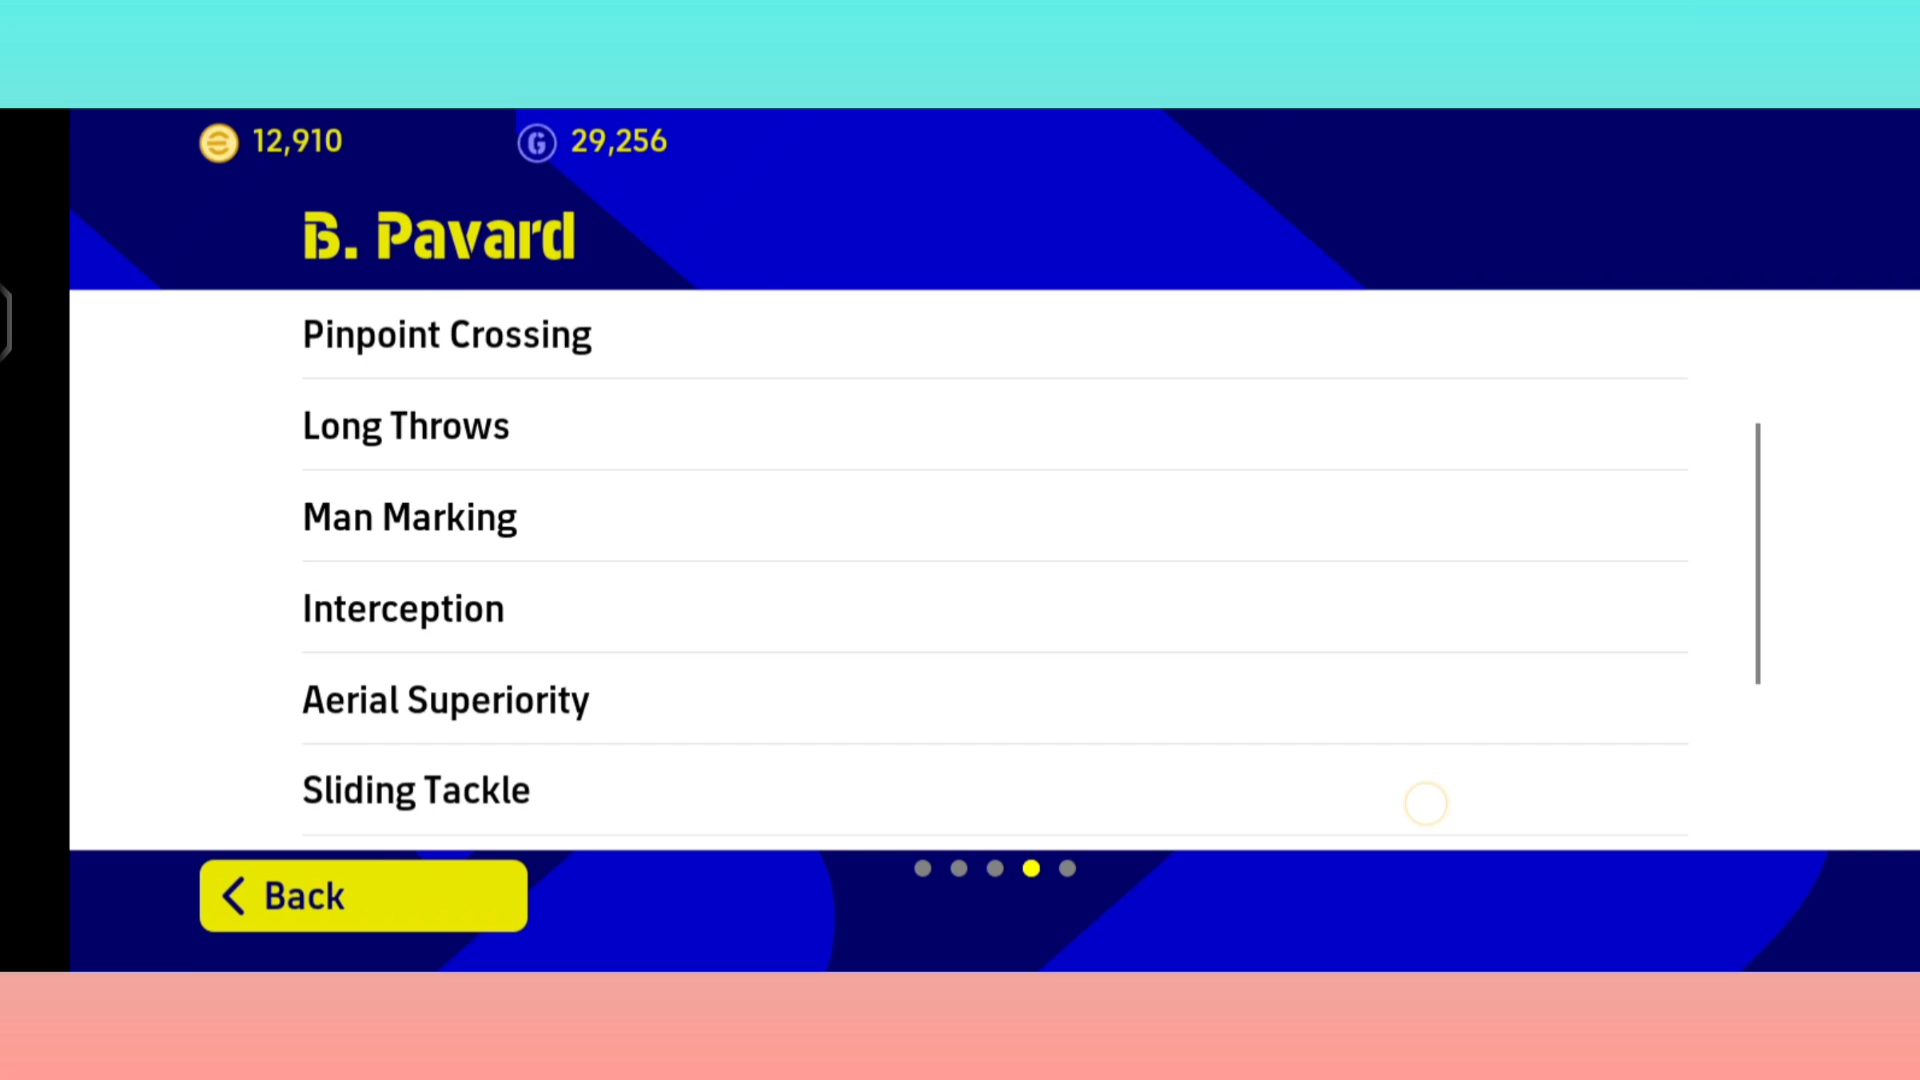 12,910
29,256
B. Pavard
Pinpoint Crossing
Long Throws
Man Marking
Interception
Aerial Superiority
Sliding Tackle
Back